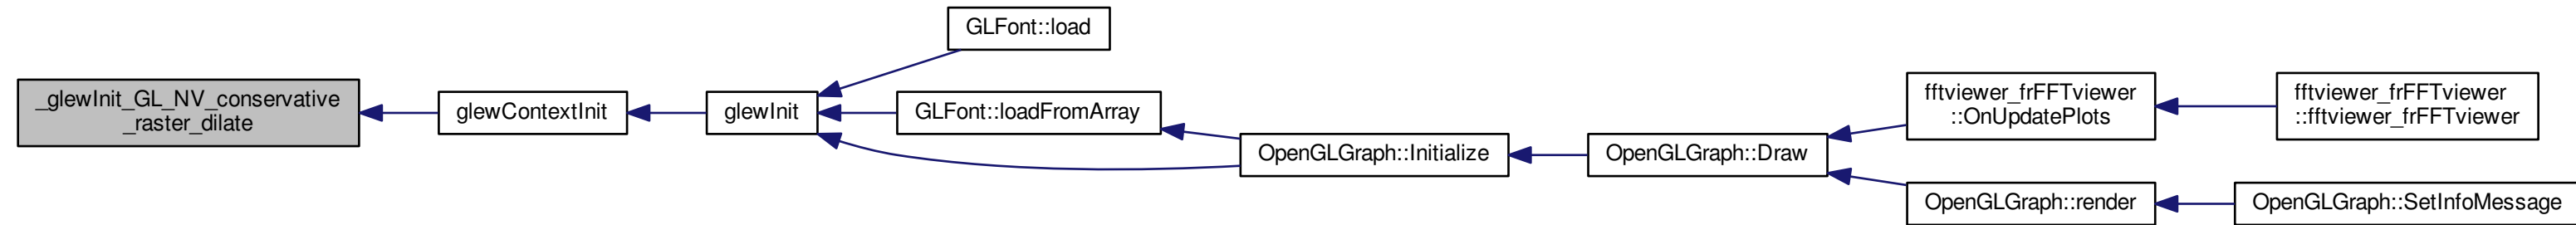 GLFont::load
_glewInit_GL_NV_conservative
_raster_dilate
glewContextInit
glewInit
GLFont::loadFromArray
OpenGLGraph::Initialize
OpenGLGraph::Draw
fftviewer_frFFTviewer
::OnUpdatePlots
fftviewer_frFFTviewer
::fftviewer_frFFTviewer
OpenGLGraph::render
OpenGLGraph::SetInfoMessage